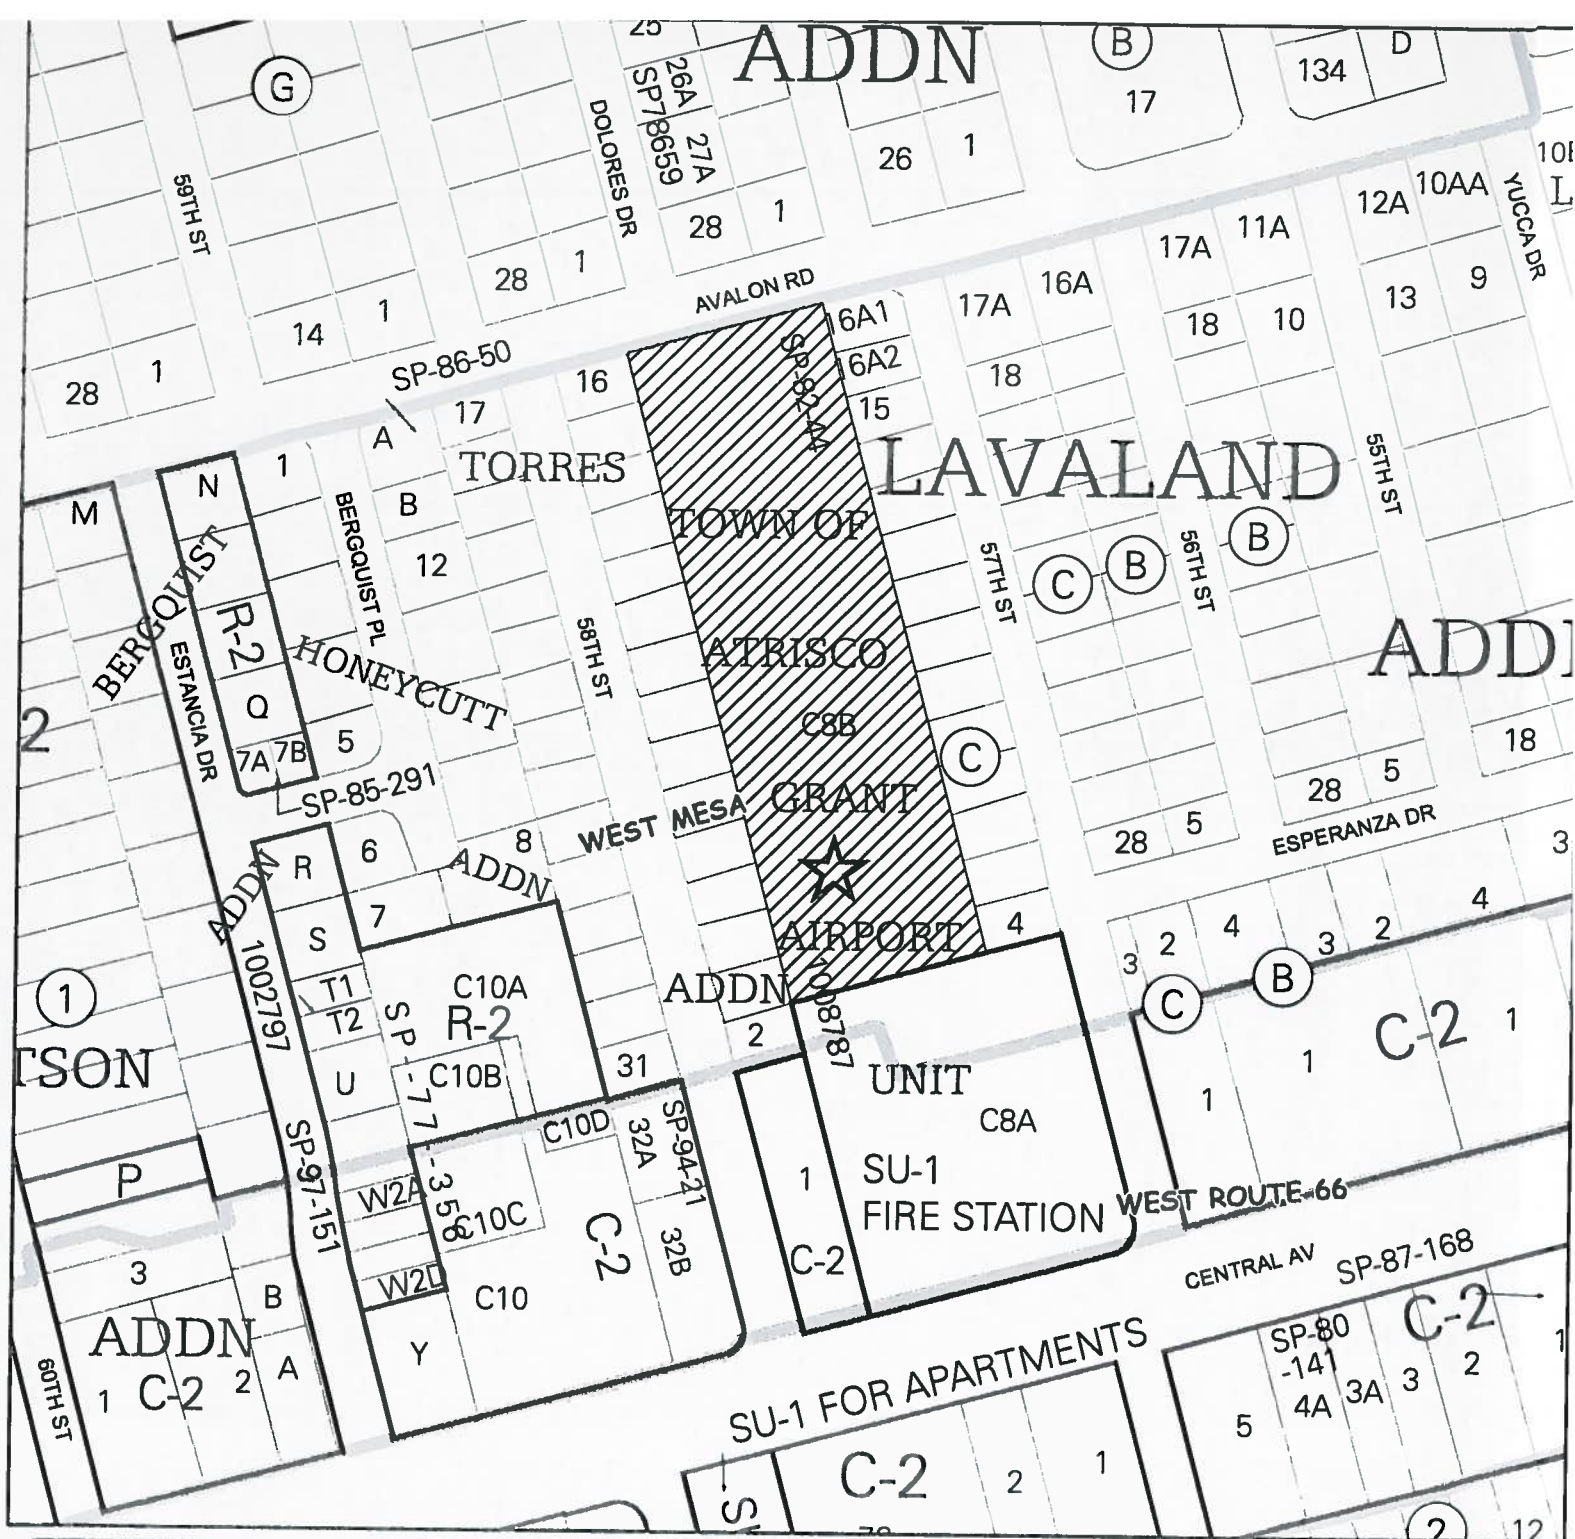 25
ADDN
B
17
134
D
G
26A
SP78659
27A
DOLORES DR
26
1
59TH ST
28
1
10AA
12A
YUCCA DR
28
1
11A
17A
13
9
14
1
AVALON RD
16A1
17A
16A
18
10
28
1
SP-86-50
16
SP-82-44
16A2
18
17
15
A
TORRES
LAVALAND
55TH ST
N
1
M
BERGQUIST PL
B
TOWN OF
12
57TH ST
C
B
56TH ST
B
BERGQUIST
R-2
ESTANCIA DR
HONEYCUTT
58TH ST
ATRISCO
ADD
2
Q
C8B
5
7A
7B
C
18
SP-85-291
GRANT
28
5
WEST MESA
8
28
5
ESPERANZA DR
3
R
6
ADDN
ADDN
7
S
AIRPORT
4
3
2
4
3
2
4
1002797
C10A
R-2
ADDN
1008787
C
B
1
T1
T2
SP-77-358
2
C-2
1
TSON
U
C10B
31
UNIT
C8A
1
1
C10D
32A
SP-94-21
SP-97-151
P
W2A
C10C
C-2
32B
1
SU-1
FIRE STATION
WEST ROUTE-66
C-2
3
W2D
C10
CENTRAL AV
SP-87-168
B
ADDN
Y
C-2
SP-80
-141
1
C-2
2
A
60TH ST
SU-1 FOR APARTMENTS
5
4A
3A
3
2
1
C-2
2
1
2
12